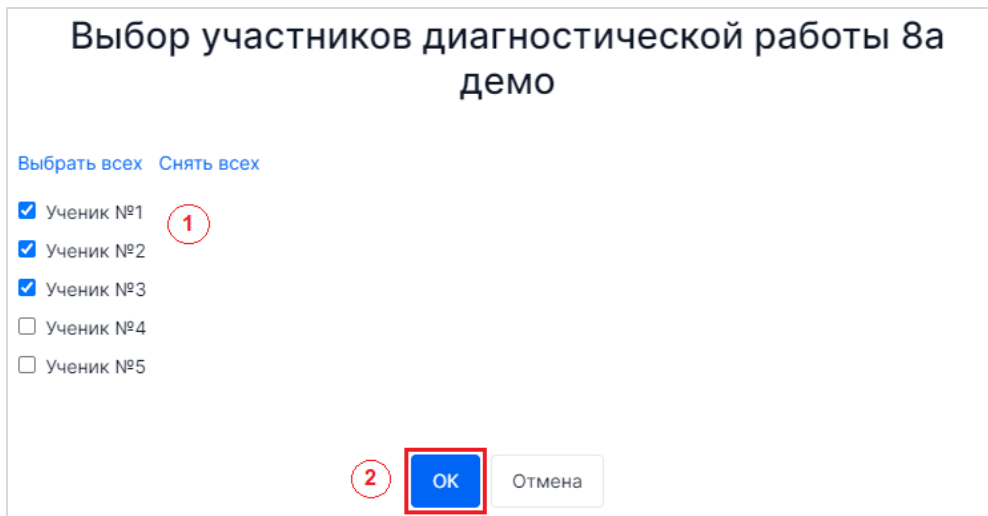 Выбор участников диагностической работы 8а
демо
Выбрать всех Снять всех
Ученик №1
1
Ученик №2
Ученик №3
Ученик №4
Ученик №5
2 ОК Отмена